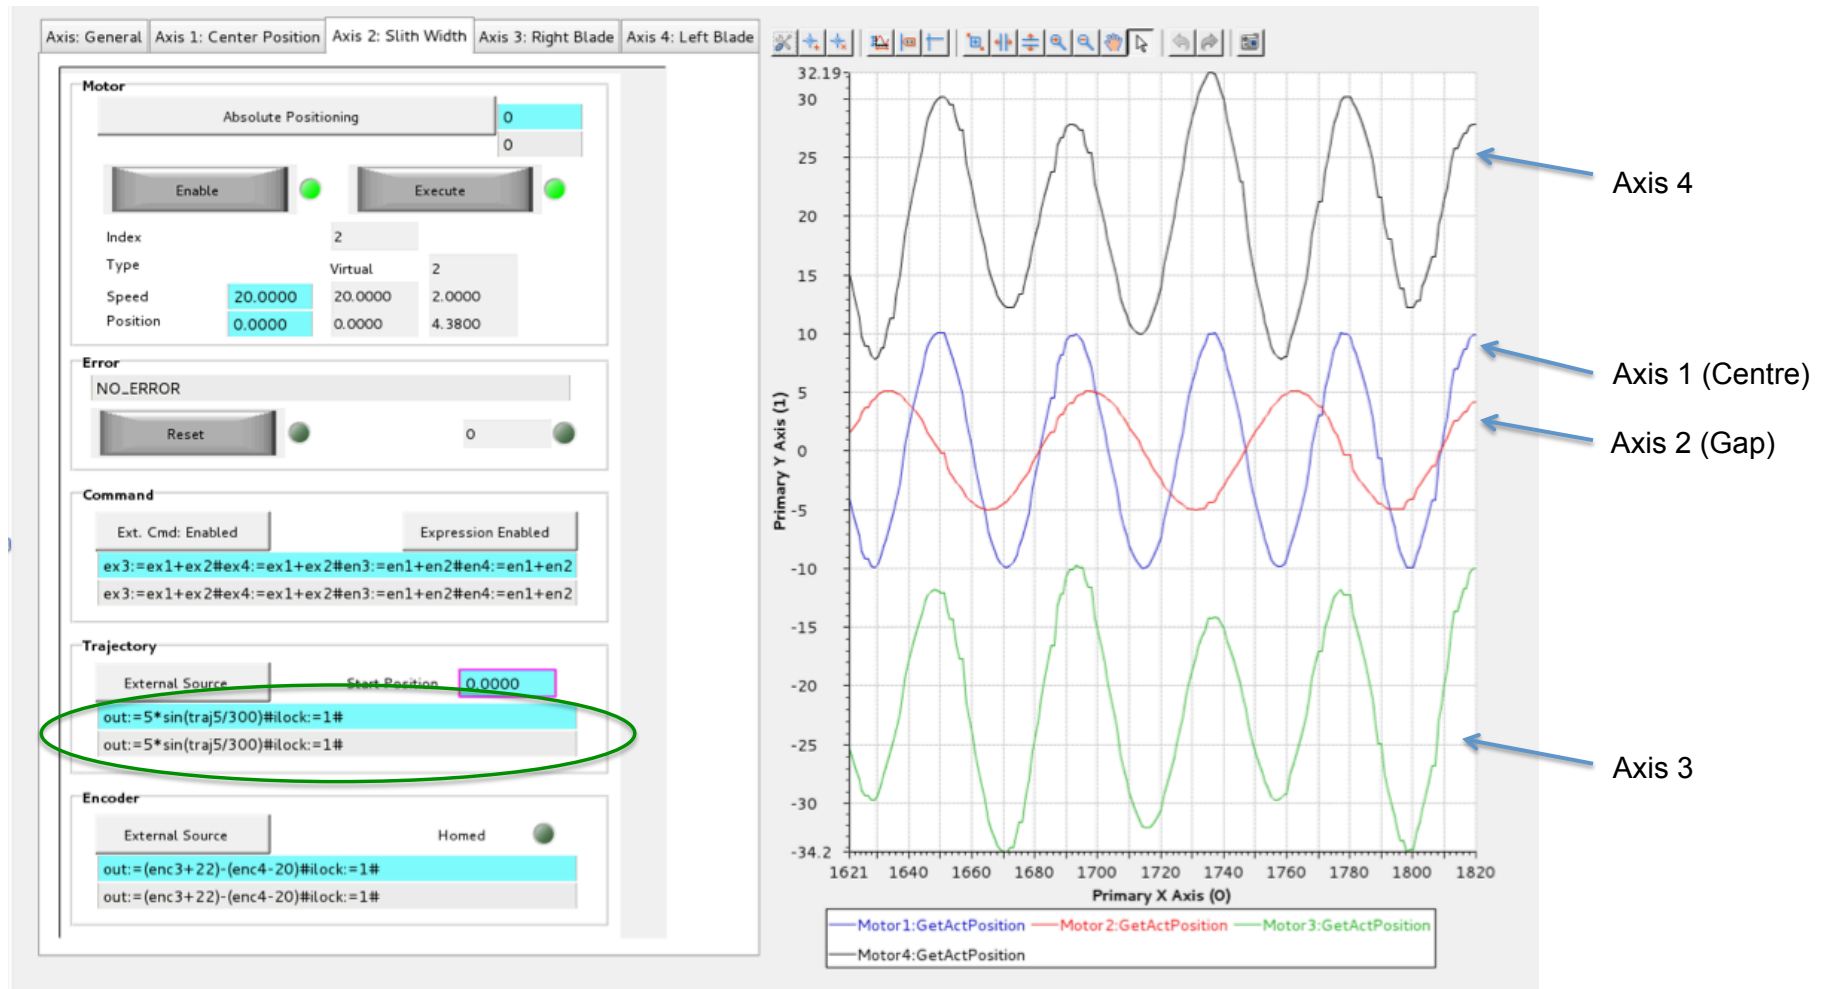 Axis: General Axis 1: Center Position Axis 2: Slith Width Axis 3: Right Blade Axis 4: Left Blade
Motor
Absolute Positioning 0
0
Enable Execute
Index 2
Type Virtual 2
Speed 20.0000 20.0000 2.0000
Position 0.0000 0.0000 4.3800
Error
NO_ERROR
Reset 0
Command
Ext. Cmd: Enabled Expression Enabled
ex3:=ex1+ex2#ex4:=ex1+ex2#en3:=en1+en2#en4:=en1+en2
ex3:=ex1+ex2#ex4:=ex1+ex2#en3:=en1+en2#en4:=en1+en2
Trajectory
External Source Start Position 0.0000
out:=5*sin(traj5/300)#ilock:=1#
out:=5*sin(traj5/300)#ilock:=1#
Encoder
External Source Homed
out:=(enc3+22)-(enc4-20)#ilock:=1#
out:=(enc3+22)-(enc4-20)#ilock:=1#
Primary Y Axis (1)
32.19
30
25
20
15
10
5
0
-5
-10
-15
-20
-25
-30
-34.2
1621 1640 1660 1680 1700 1720 1740 1760 1780 1800 1820
Primary X Axis (0)
Motor1:GetActPosition Motor2:GetActPosition Motor3:GetActPosition
Motor4:GetActPosition
Axis 4
Axis 1 (Centre)
Axis 2 (Gap)
Axis 3